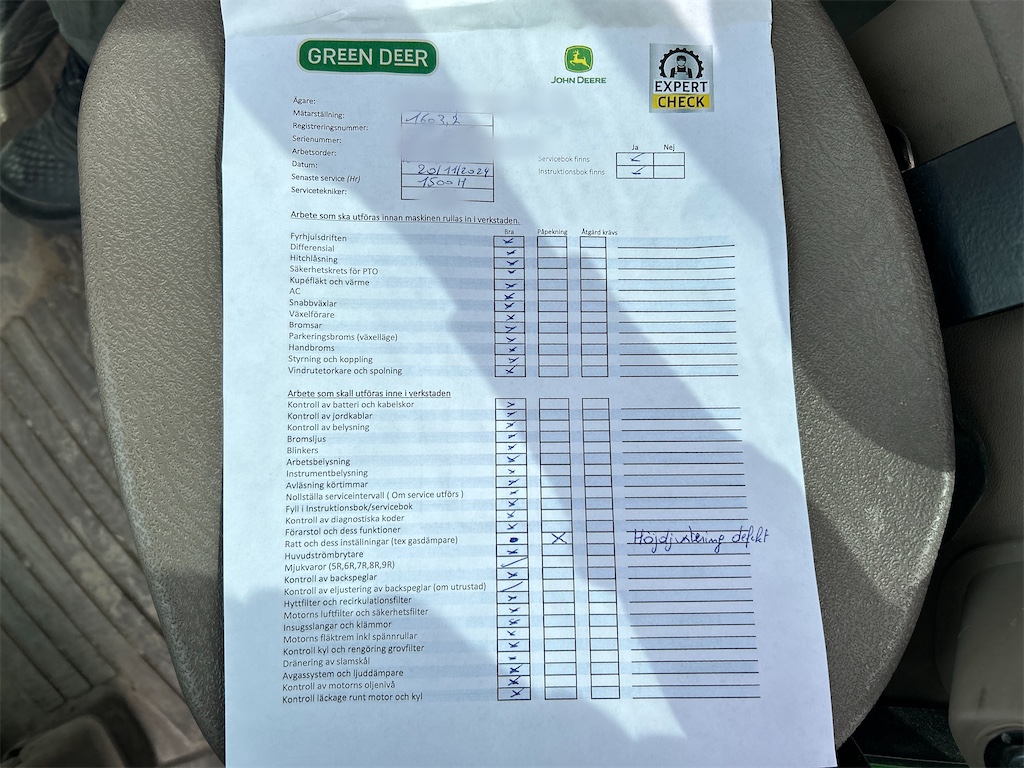 GREEN DEER
JOHN DEERE
EXPERT
CHECK
Ägare:
Mätarställning: 1603,2
Registreringsnummer:
Serienummer:
Arbetsorder:
Datum: 20/11/2024
Senaste service (Hr) 1500 H
Servicetekniker:
Ja Nej
Servicebok finns
Instruktionsbok finns
Arbete som ska utföras innan maskinen rullas in i verkstaden.
Bra Påpekning Åtgärd krävs
Fyrhjulsdriften
Differensial
Hitchlåsning
Säkerhetskrets för PTO
Kupéfläkt och värme
AC
Snabbväxlar
Växelförare
Bromsar
Parkeringsbroms (växelläge)
Handbroms
Styrning och koppling
Vindrutetorkare och spolning
Arbete som skall utföras inne i verkstaden
Kontroll av batteri och kabelskor
Kontroll av jordkablar
Kontroll av belysning
Bromsljus
Blinkers
Arbetsbelysning
Instrumentbelysning
Avläsning körtimmar
Nollställa serviceintervall ( Om service utförs )
Fyll i Instruktionsbok/servicebok
Kontroll av diagnostiska koder
Förarstol och dess funktioner
Ratt och dess inställningar (tex gasdämpare) X Höjdjustering defekt
Huvudströmbrytare
Mjukvaror (5R,6R,7R,8R,9R)
Kontroll av backspeglar
Kontroll av eljustering av backspeglar (om utrustad)
Hyttfilter och recirkulationsfilter
Motorns luftfilter och säkerhetsfilter
Insugsslangar och klämmor
Motorns fläktrem inkl spännrullar
Kontroll kyl och rengöring grovfilter
Dränering av slamskål
Avgassystem och ljuddämpare
Kontroll av motorns oljenivå
Kontroll läckage runt motor och kyl